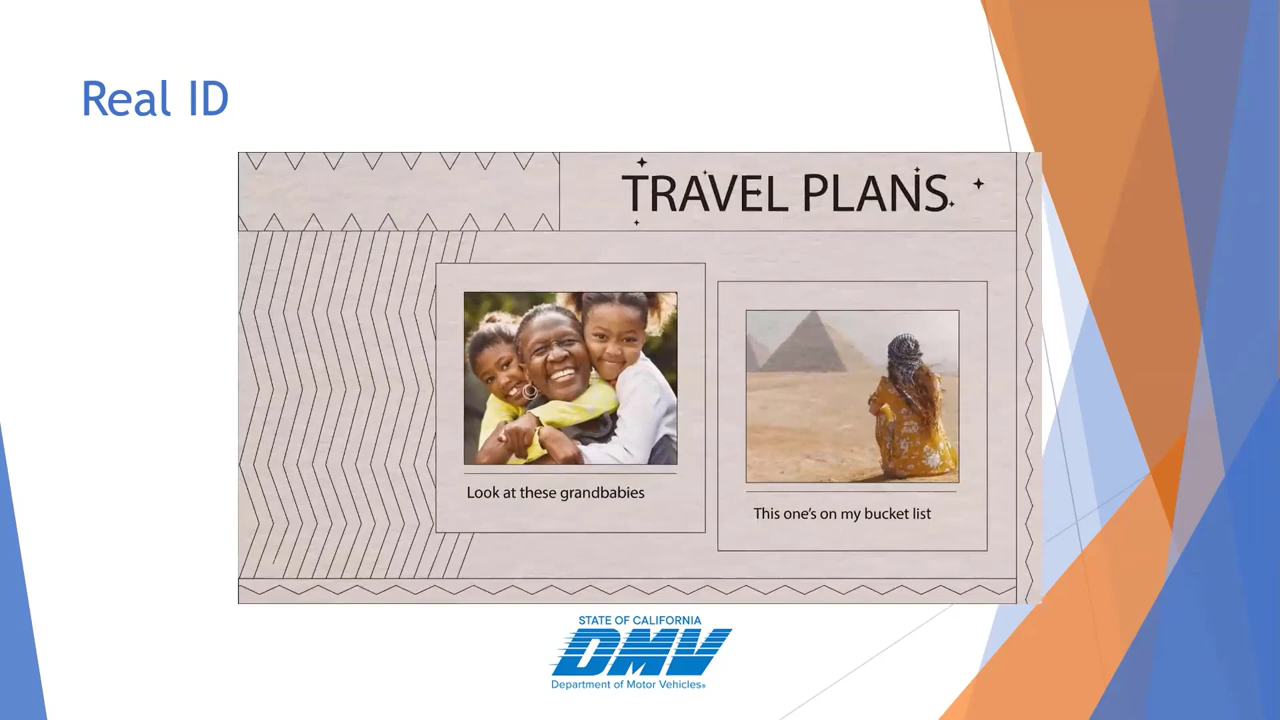 Real ID
TRAVEL PLANS
Look at these grandbabies
This one's on my bucket list
STATE OF CALIFORNIA
DMV
Department of Motor Vehicles®